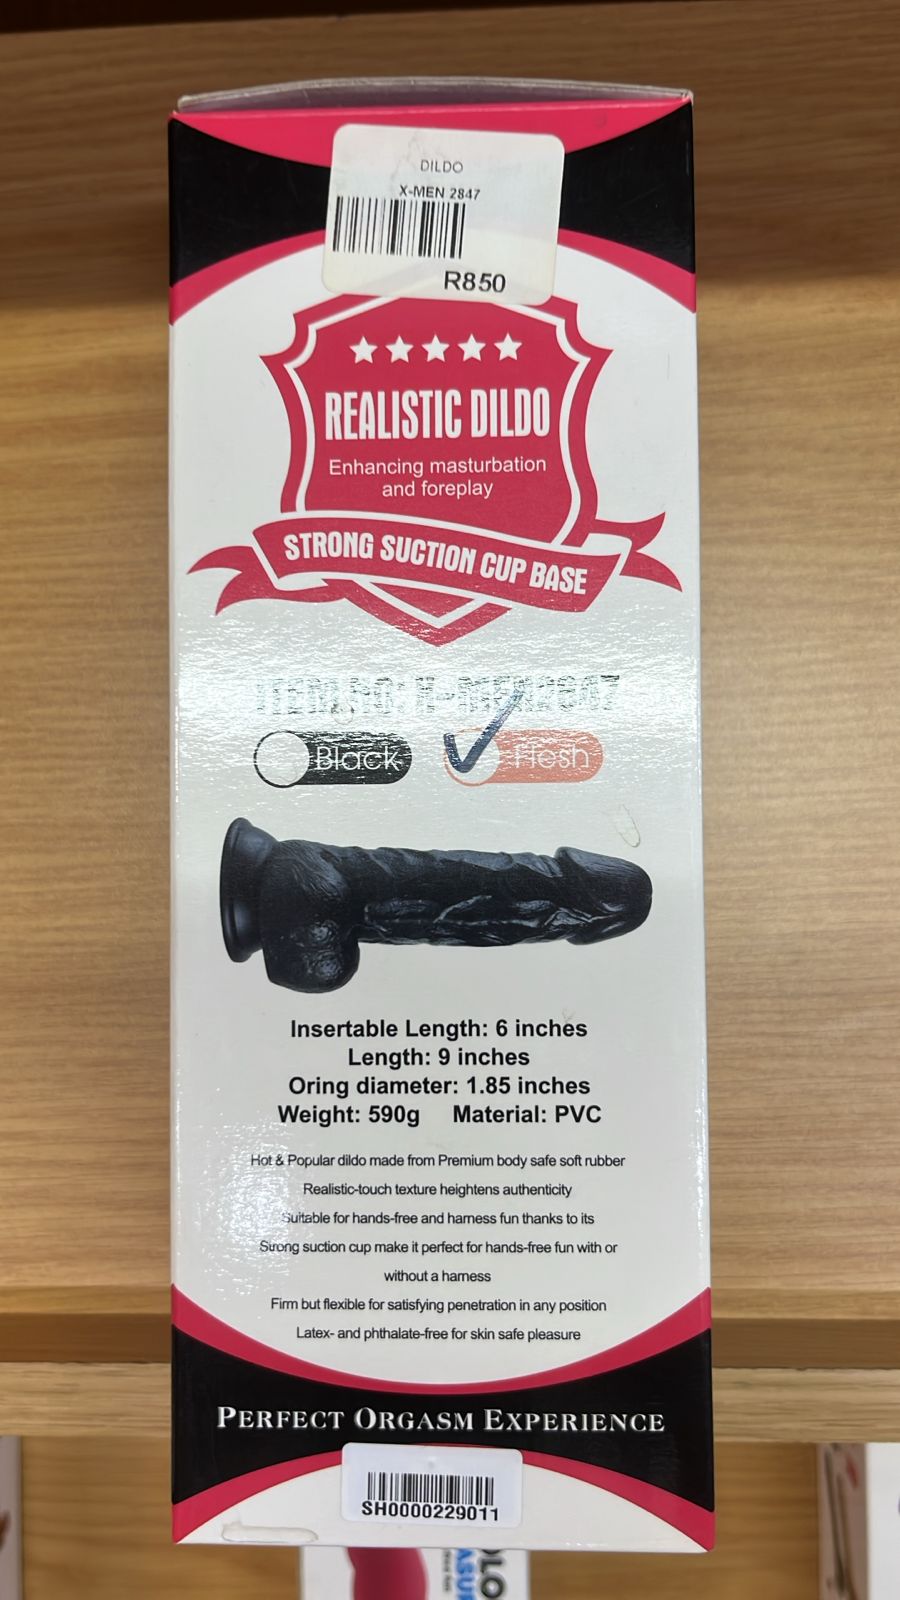 DILDO
X-MEN 2847
R850
REALISTIC DILDO
Enhancing masturbation
and foreplay
STRONG SUCTION CUP BASE
ITEM NO: X-MEN2847
Black
Flesh
Insertable Length: 6 inches
Length: 9 inches
Oring diameter: 1.85 inches
Weight: 590g Material: PVC
Hot & Popular dildo made from Premium body safe soft rubber
Realistic-touch texture heightens authenticity
Suitable for hands-free and harness fun thanks to its
Strong suction cup make it perfect for hands-free fun with or
without a harness
Firm but flexible for satisfying penetration in any position
Latex- and phthalate-free for skin safe pleasure
PERFECT ORGASM EXPERIENCE
SH0000229011